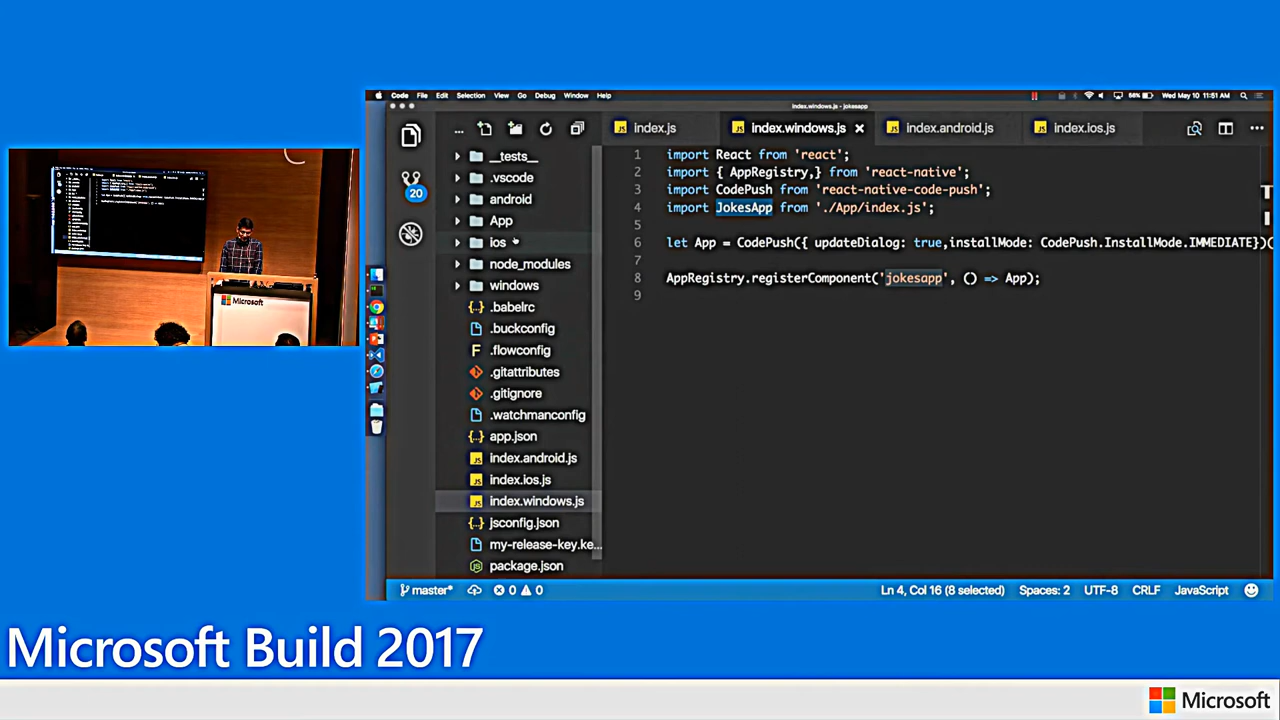 Code File Edit Selection View Go Debug Window Help
56% Wed May 10 11:51 AM
index.windows.js - jokesapp
index.js
index.windows.js
index.android.js
index.ios.js
20
__tests__
.vscode
android
App
ios
node_modules
windows
.babelrc
.buckconfig
.flowconfig
.gitattributes
.gitignore
.watchmanconfig
app.json
index.android.js
index.ios.js
index.windows.js
jsconfig.json
my-release-key.ke...
package.json
1 import React from 'react';
2 import { AppRegistry,} from 'react-native';
3 import CodePush from 'react-native-code-push';
4 import JokesApp from './App/index.js';
5
6 let App = CodePush({ updateDialog: true,installMode: CodePush.InstallMode.IMMEDIATE})(
7
8 AppRegistry.registerComponent('jokesapp', () => App);
9
master* 0 0 Ln 4, Col 16 (8 selected) Spaces: 2 UTF-8 CRLF JavaScript
Microsoft
Microsoft Build 2017
Microsoft